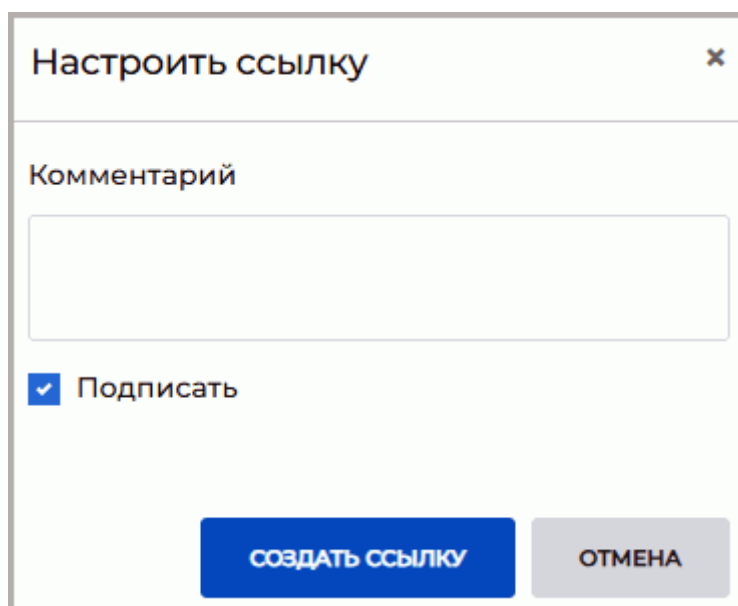 Настроить ссылку
Комментарий
Подписать
СОЗДАТЬ ССЫЛКУ
ОТМЕНА